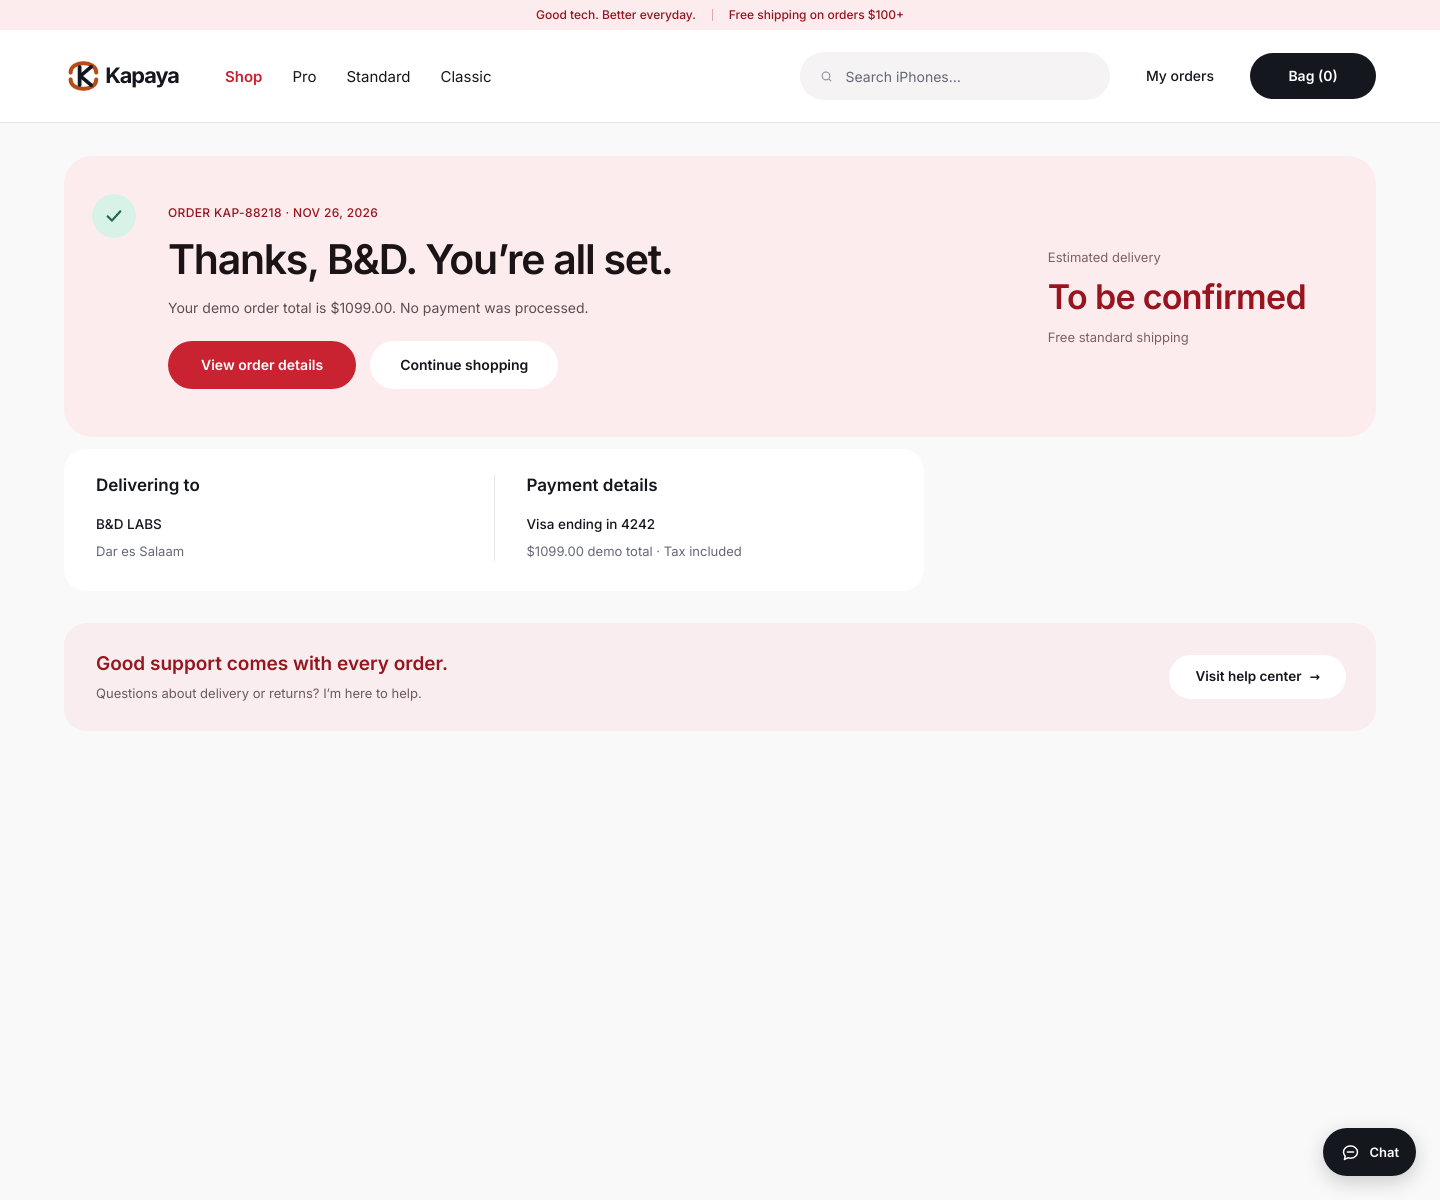 Good tech. Better everyday.
Free shipping on orders $100+
Kapaya
Shop
Pro
Standard
Classic
Search iPhones...
My orders
Bag (0)
ORDER KAP-88218 · NOV 26, 2026
Thanks, B&D. You’re all set.
Your demo order total is $1099.00. No payment was processed.
View order details
Continue shopping
Estimated delivery
To be confirmed
Free standard shipping
Delivering to
B&D LABS
Dar es Salaam
Payment details
Visa ending in 4242
$1099.00 demo total · Tax included
Good support comes with every order.
Questions about delivery or returns? I’m here to help.
Visit help center →
Chat